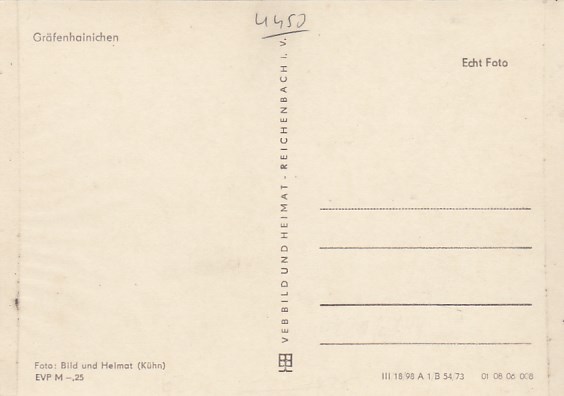 4450
Gräfenhainichen
Echt Foto
VEB BILD UND HEIMAT - REICHENBACH I. V.
Foto: Bild und Heimat (Kühn)
EVP M –,25
III 18 98 A 1 B 54/73 01 08 06 008